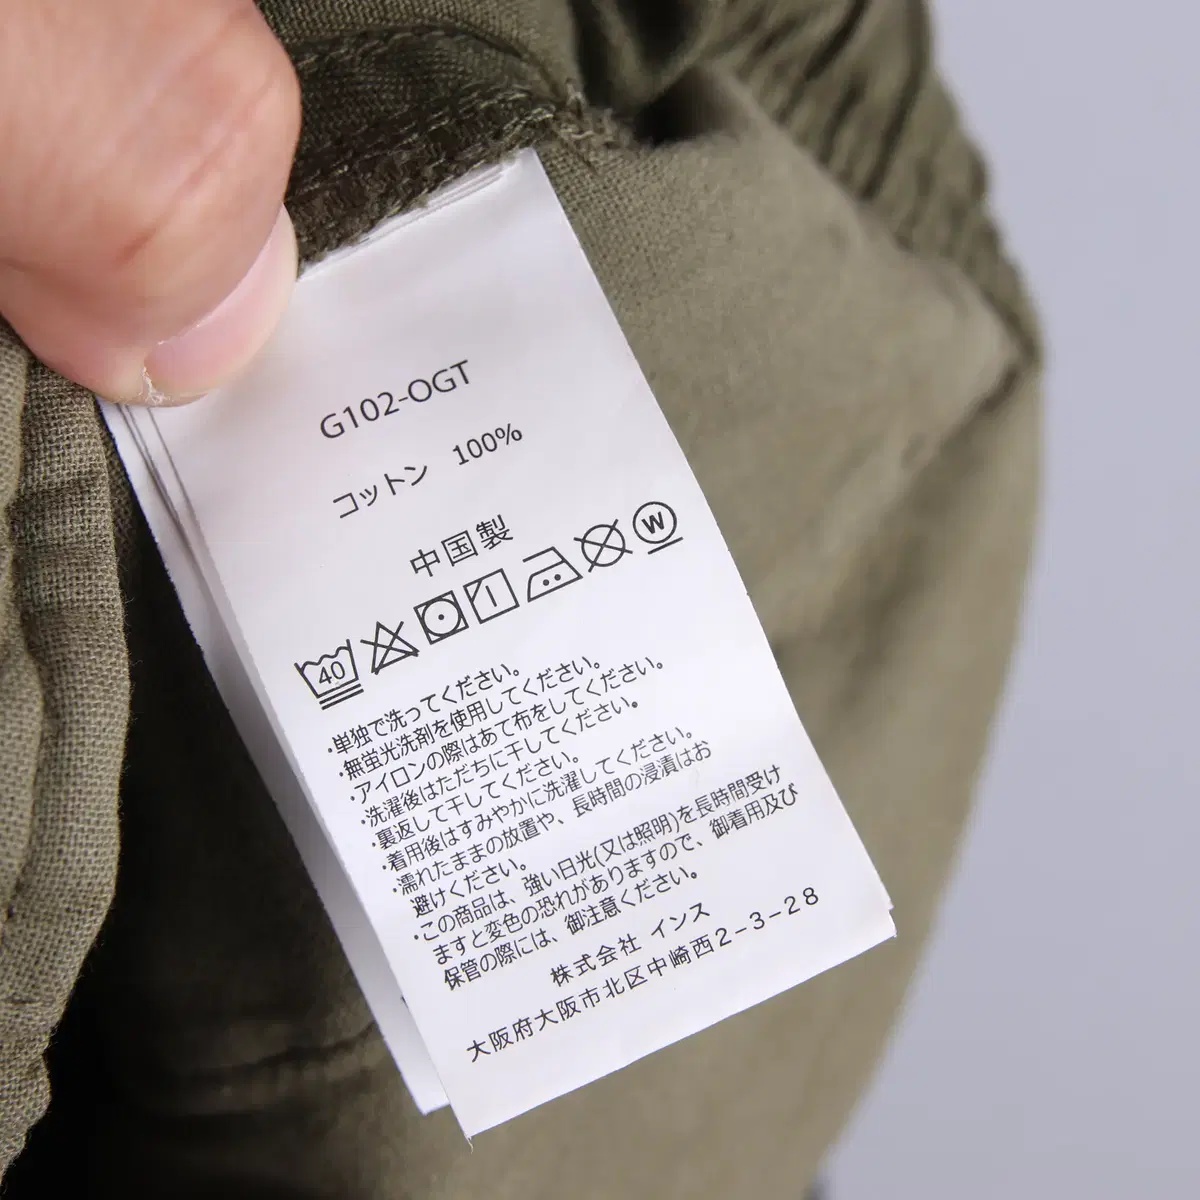 G102-OGT
コットン 100%
中国製
40 W
・単独で洗ってください。
・無蛍光洗剤を使用してください。
・アイロンの際はあて布をしてください。
・洗濯後はただちに干してください。
・裏返して干してください。
・着用後はすみやかに洗濯してください。
・濡れたままの放置や、長時間の浸漬はお
避けください。
・この商品は、強い日光(又は照明)を長時間受け
ますと変色の恐れがありますので、御着用及び
保管の際には、御注意ください。
株式会社 インス
大阪府大阪市北区中崎西2-3-28